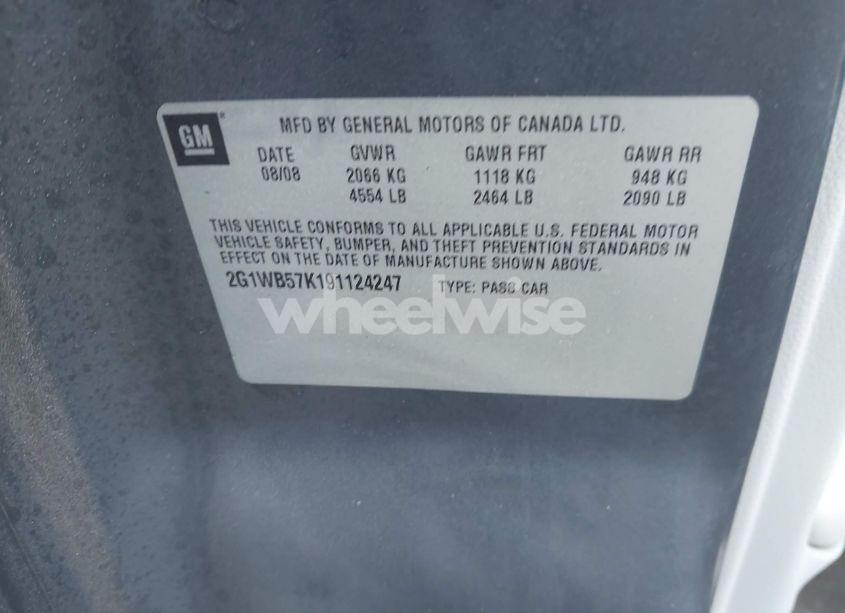 GM
MFD BY GENERAL MOTORS OF CANADA LTD.
DATE GVWR GAWR FRT GAWR RR
08/08 2066 KG 1118 KG 948 KG
4554 LB 2464 LB 2090 LB
THIS VEHICLE CONFORMS TO ALL APPLICABLE U.S. FEDERAL MOTOR
VEHICLE SAFETY, BUMPER, AND THEFT PREVENTION STANDARDS IN
EFFECT ON THE DATE OF MANUFACTURE SHOWN ABOVE.
2G1WB57K191124247 TYPE: PASS CAR
wheelwise